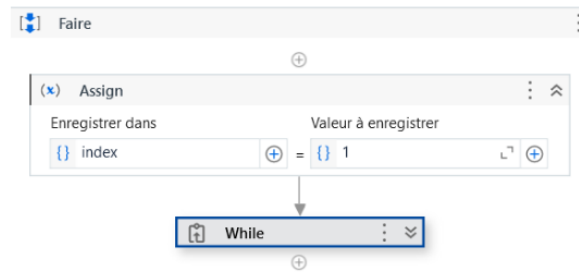 Faire
(x) Assign
Enregistrer dans Valeur à enregistrer
{} index = {} 1
While